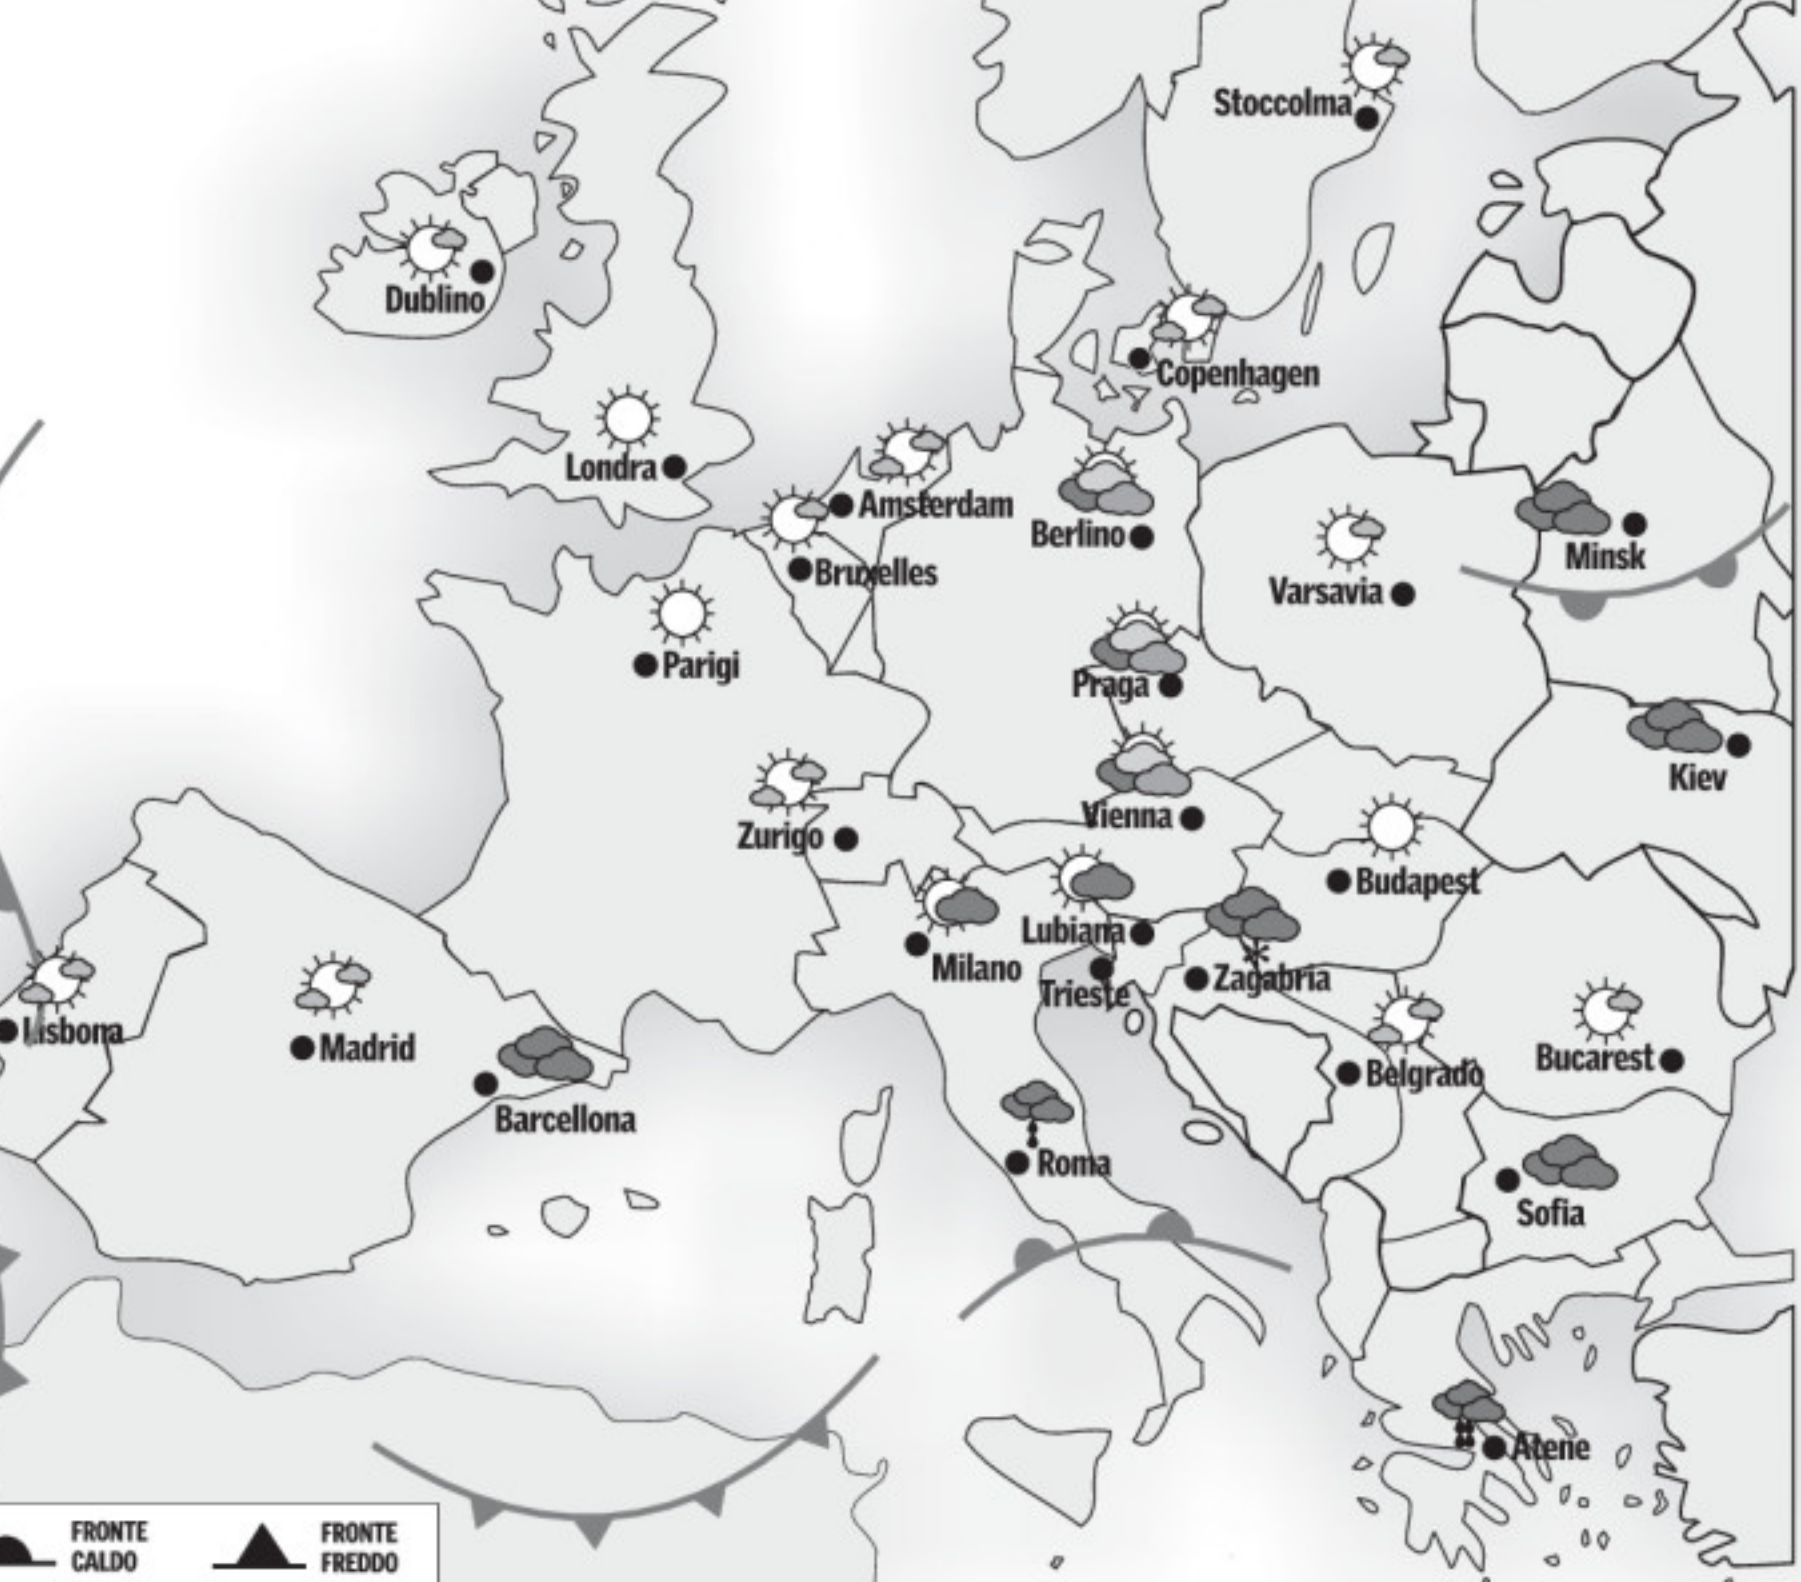 Stoccolma
Dublino
Copenhagen
Londra
Amsterdam
Berlino
Minsk
Bruxelles
Varsavia
Parigi
Praga
Kiev
Vienna
Zurigo
Budapest
Lubiana
Milano
Zagabria
Trieste
Lisbona
Madrid
Belgrado
Bucarest
Barcellona
Roma
Sofia
Atene
FRONTE
CALDO
FRONTE
FREDDO